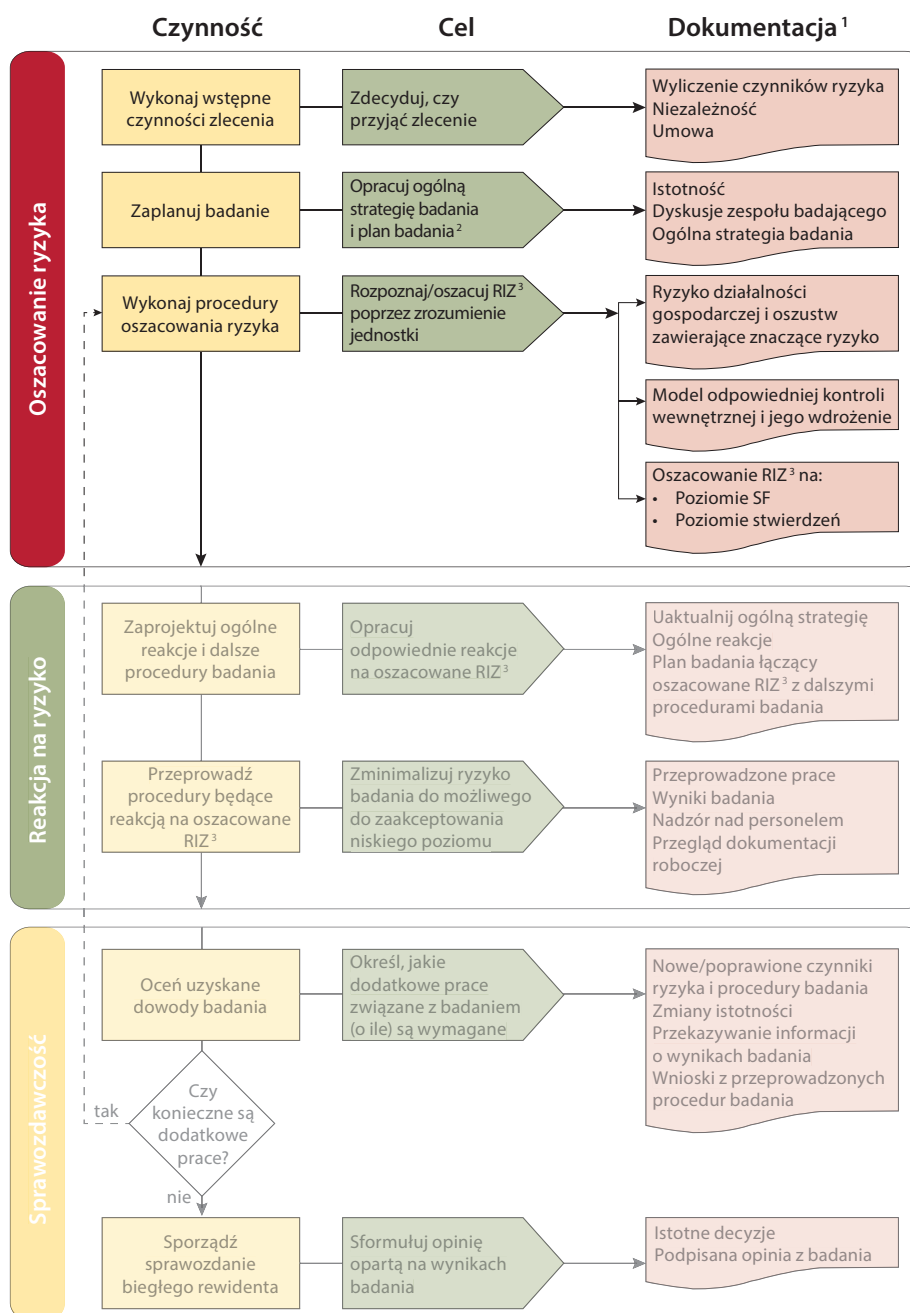 Czynność
Cel
Dokumentacja ¹
Oszacowanie ryzyka
Wykonaj wstępne
czynności zlecenia
Zdecyduj, czy
przyjąć zlecenie
Wyliczenie czynników ryzyka
Niezależność
Umowa
Zaplanuj badanie
Opracuj ogólną
strategię badania
i plan badania ²
Istotność
Dyskusje zespołu badającego
Ogólna strategia badania
Wykonaj procedury
oszacowania ryzyka
Rozpoznaj/oszacuj RIZ ³
poprzez zrozumienie
jednostki
Ryzyko działalności
gospodarczej i oszustw
zawierające znaczące ryzyko
Model odpowiedniej kontroli
wewnętrznej i jego wdrożenie
Oszacowanie RIZ ³ na:
• Poziomie SF
• Poziomie stwierdzeń
Reakcja na ryzyko
Zaprojektuj ogólne
reakcje i dalsze
procedury badania
Opracuj
odpowiednie reakcje
na oszacowane RIZ ³
Uaktualnij ogólną strategię
Ogólne reakcje
Plan badania łączący
oszacowane RIZ ³ z dalszymi
procedurami badania
Przeprowadź
procedury będące
reakcją na oszacowane
RIZ ³
Zminimalizuj ryzyko
badania do możliwego
do zaakceptowania
niskiego poziomu
Przeprowadzone prace
Wyniki badania
Nadzór nad personelem
Przegląd dokumentacji
roboczej
Sprawozdawczość
Oceń uzyskane
dowody badania
Określ, jakie
dodatkowe prace
związane z badaniem
(o ile) są wymagane
Nowe/poprawione czynniki
ryzyka i procedury badania
Zmiany istotności
Przekazywanie informacji
o wynikach badania
Wnioski z przeprowadzonych
procedur badania
tak
Czy
konieczne są
dodatkowe
prace?
nie
Sporządź
sprawozdanie
biegłego rewidenta
Sformułuj opinię
opartą na wynikach
badania
Istotne decyzje
Podpisana opinia z badania